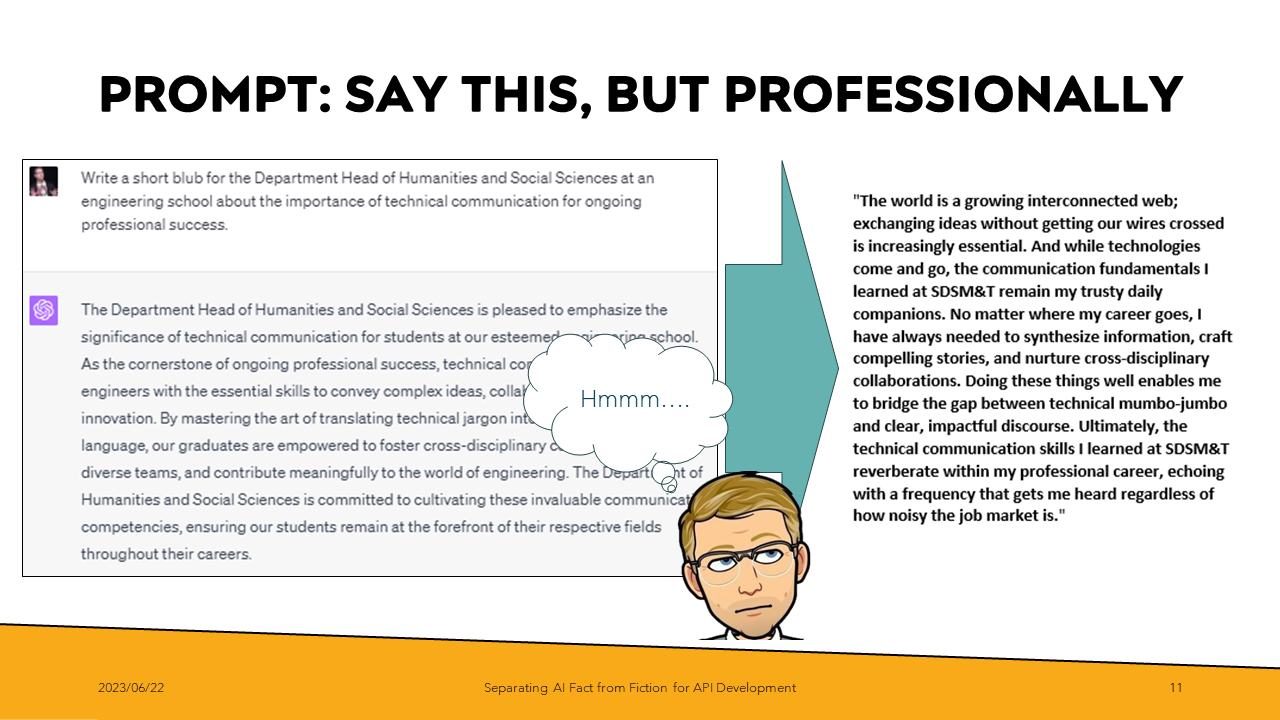 PROMPT: SAY THIS, BUT PROFESSIONALLY
Write a short blub for the Department Head of Humanities and Social Sciences at an
engineering school about the importance of technical communication for ongoing
professional success.
The Department Head of Humanities and Social Sciences is pleased to emphasize the
significance of technical communication for students at our esteemed engineering school.
As the cornerstone of ongoing professional success, technical
engineers with the essential skills to convey complex ideas,
innovation. By mastering the art of translating technical jargon
language, our graduates are empowered to foster cross-disciplinary
diverse teams, and contribute meaningfully to the world of engineering. The Department of
Humanities and Social Sciences is committed to cultivating these invaluable
competencies, ensuring our students remain at the forefront of their respective fields
throughout their careers.
Hmmm....
"The world is a growing interconnected web;
exchanging ideas without getting our wires crossed
is increasingly essential. And while technologies
come and go, the communication fundamentals I
learned at SDSM&T remain my trusty daily
companions. No matter where my career goes, I
have always needed to synthesize information, craft
compelling stories, and nurture cross-disciplinary
collaborations. Doing these things well enables me
to bridge the gap between technical mumbo-jumbo
and clear, impactful discourse. Ultimately, the
technical communication skills I learned at SDSM&T
reverberate within my professional career, echoing
with a frequency that gets me heard regardless of
how noisy the job market is."
2023/06/22
Separating AI Fact from Fiction for API Development
11